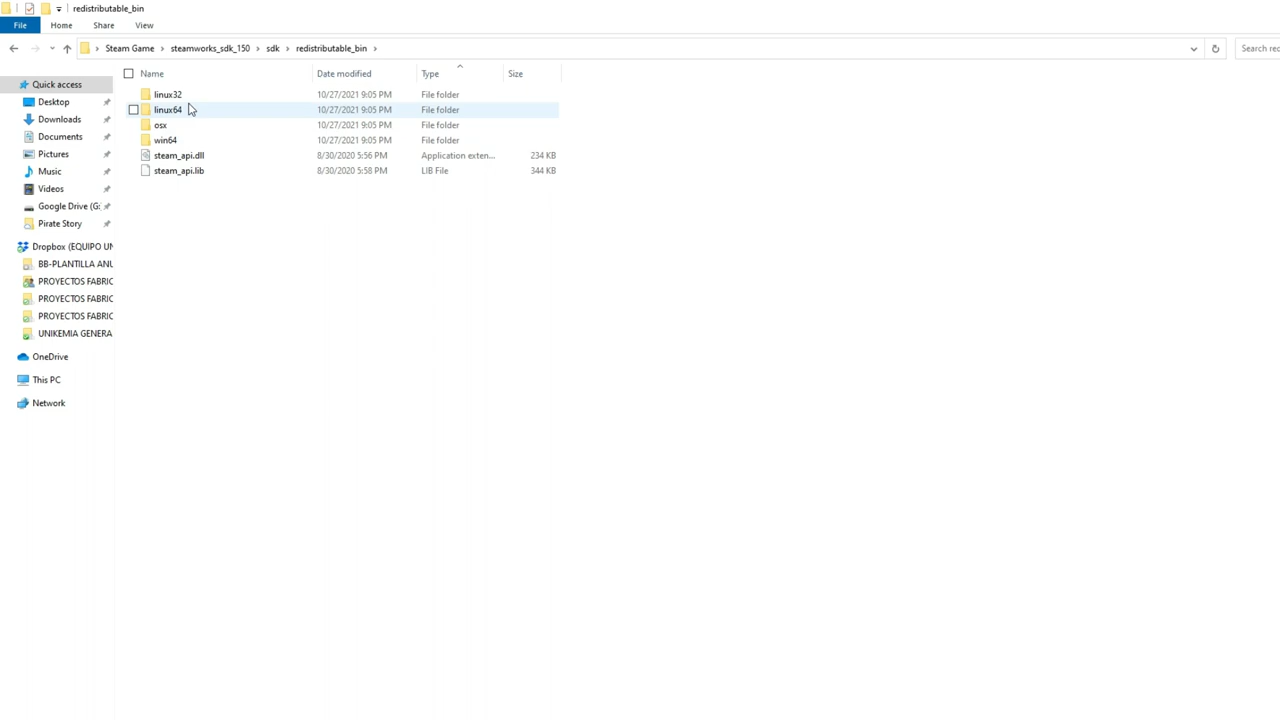 redistributable_bin
File Home Share View
Steam Game steamworks_sdk_150 sdk redistributable_bin Search rec
Name Date modified Type Size
Quick access
Desktop
Downloads
Documents
Pictures
Music
Videos
Google Drive (G:
Pirate Story
Dropbox (EQUIPO UN
BB-PLANTILLA ANU
PROYECTOS FABRIC
PROYECTOS FABRIC
PROYECTOS FABRIC
UNIKEMIA GENERA
OneDrive
This PC
Network
linux32 10/27/2021 9:05 PM File folder
linux64 10/27/2021 9:05 PM File folder
osx 10/27/2021 9:05 PM File folder
win64 10/27/2021 9:05 PM File folder
steam_api.dll 8/30/2020 5:56 PM Application exten... 234 KB
steam_api.lib 8/30/2020 5:58 PM LIB File 344 KB